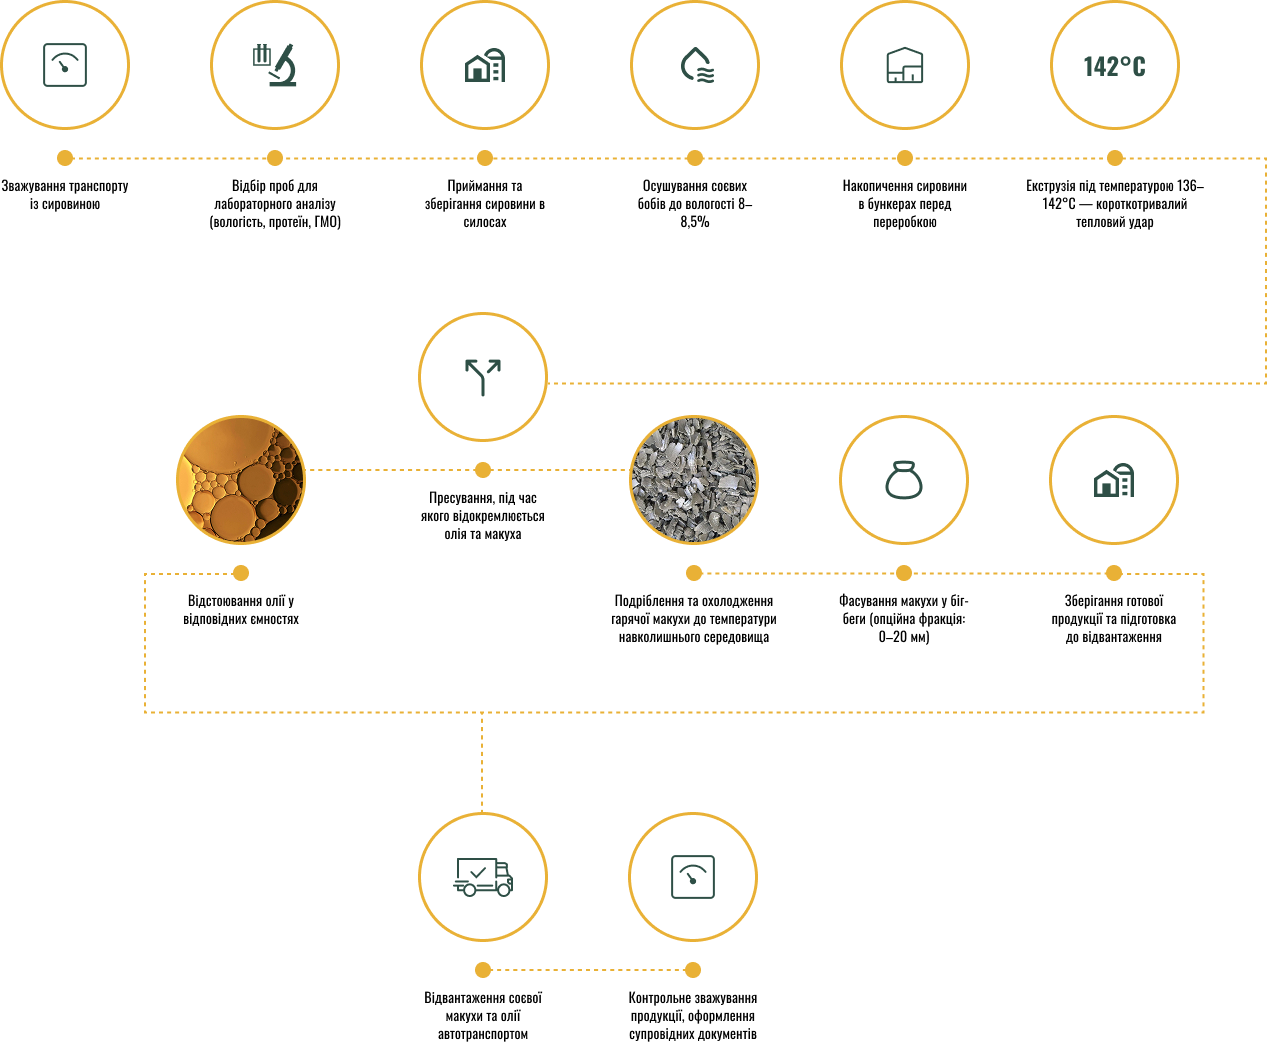 142°C
Зважування транспорту
із сировиною
Відбір проб для
лабораторного аналізу
(вологість, протеїн, ГМО)
Приймання та
зберігання сировини в
силосах
Осушування соєвих
бобів до вологості 8–
8,5%
Накопичення сировини
в бункерах перед
переробкою
Екструзія під температурою 136–
142°С — короткотривалий
тепловий удар
Пресування, під час
якого відокремлюється
олія та макуха
Відстоювання олії у
відповідних ємностях
Подріблення та охолодження
гарячої макухи до температури
навколишнього середовища
Фасування макухи у біг-
беги (опційна фракція:
0–20 мм)
Зберігання готової
продукції та підготовка
до відвантаження
Відвантаження соєвої
макухи та олії
автотранспортом
Контрольне зважування
продукції, оформлення
супровідних документів